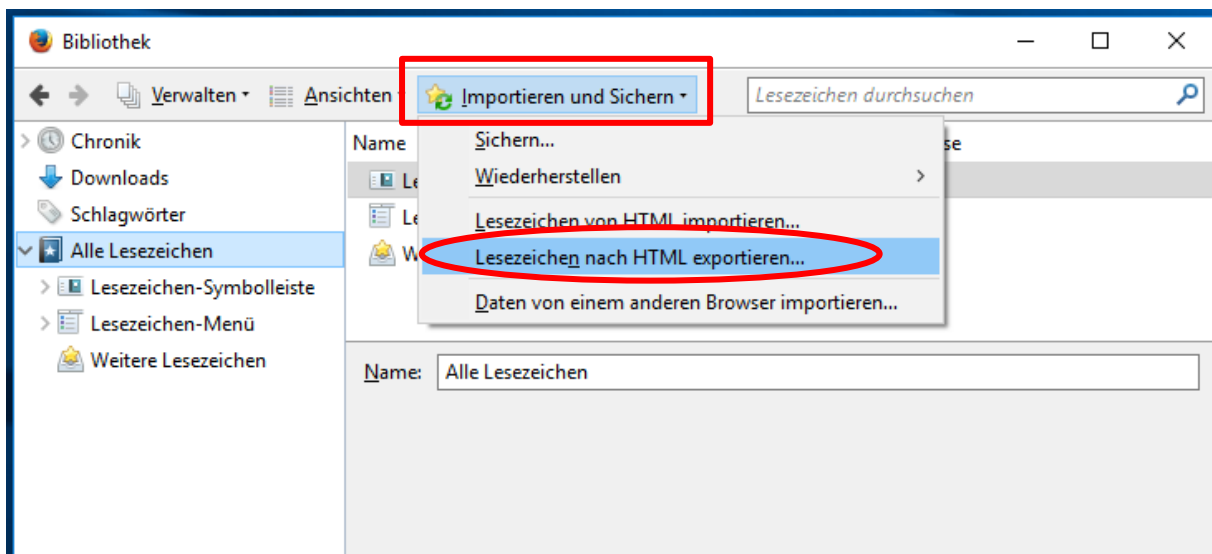 Bibliothek
Verwalten Ansichten Importieren und Sichern Lesezeichen durchsuchen
Chronik
Downloads
Schlagwörter
Alle Lesezeichen
Lesezeichen-Symbolleiste
Lesezeichen-Menü
Weitere Lesezeichen
Name
Sichern...
Wiederherstellen
Lesezeichen von HTML importieren...
Lesezeichen nach HTML exportieren...
Daten von einem anderen Browser importieren...
Name: Alle Lesezeichen